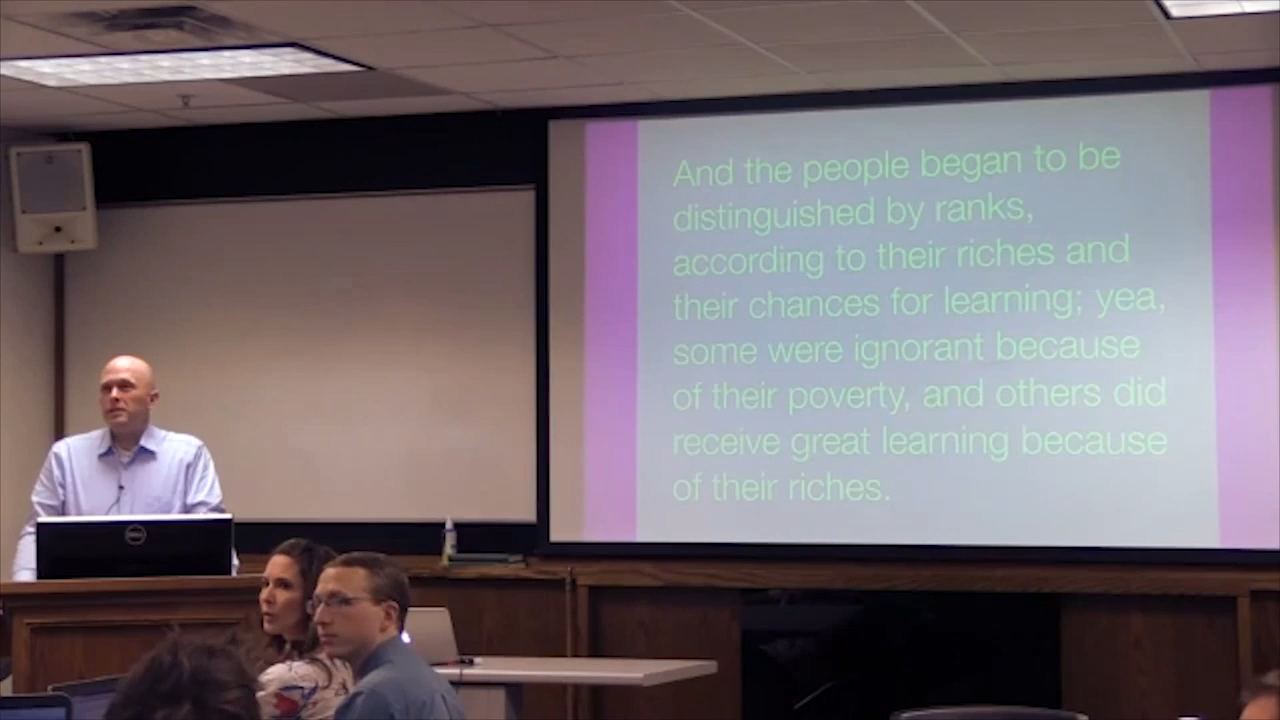 And the people began to be
distinguished by ranks,
according to their riches and
their chances for learning; yea,
some were ignorant because
of their poverty, and others did
receive great learning because
of their riches.
DELL